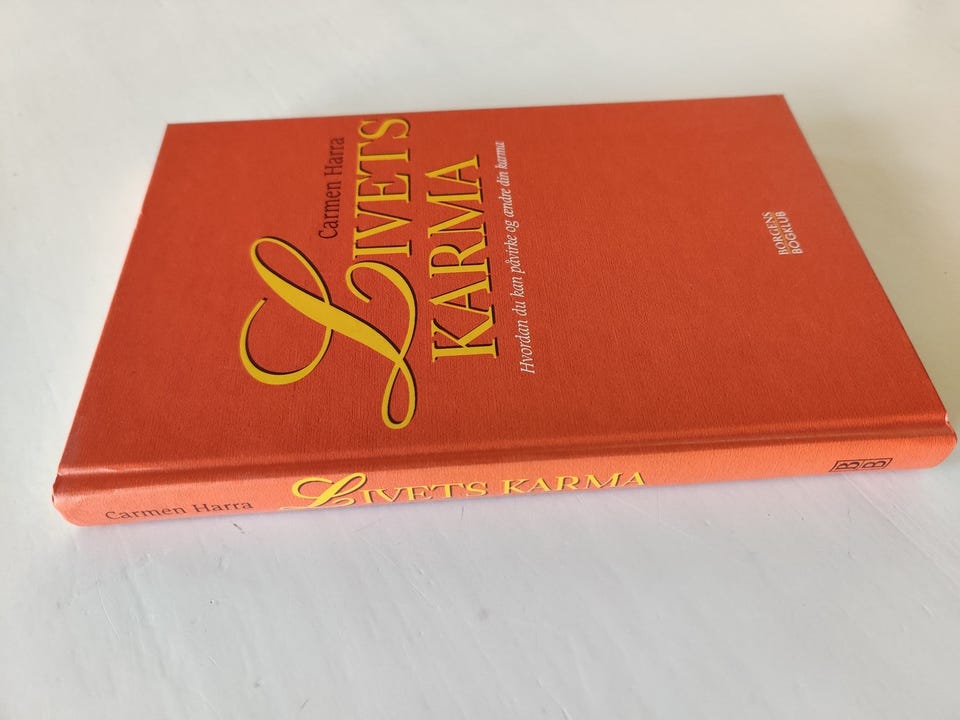 Carmen Harra
LIVETS
KARMA
Hvordan du kan påvirke og ændre din karma
BORGENS
BOGKLUB
Carmen Harra LIVETS KARMA BB